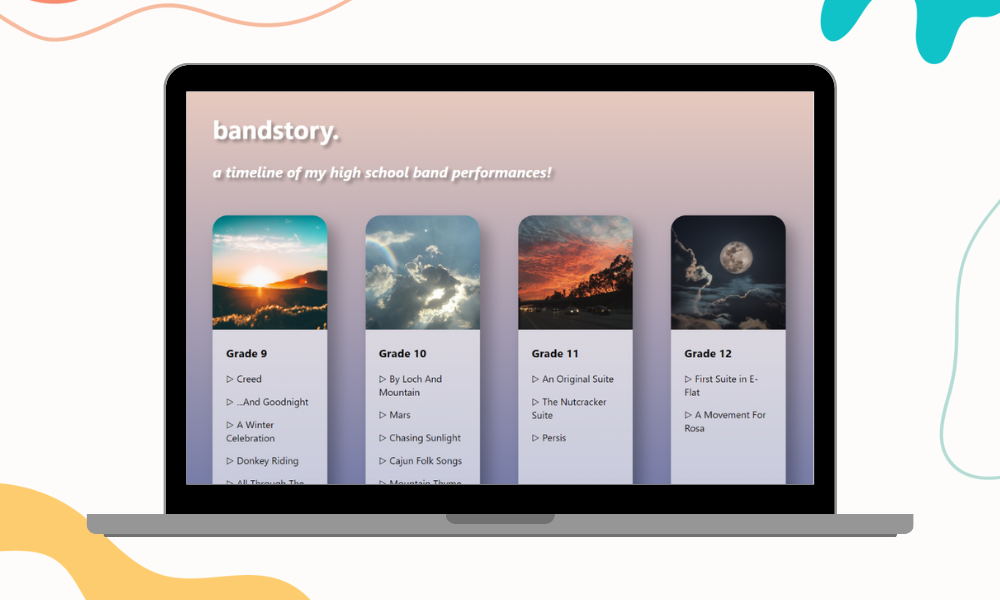 bandstory.
a timeline of my high school band performances!
Grade 9
▷ Creed
▷ ...And Goodnight
▷ A Winter
Celebration
▷ Donkey Riding
▷ All Through The
Grade 10
▷ By Loch And
Mountain
▷ Mars
▷ Chasing Sunlight
▷ Cajun Folk Songs
▷ Mountain Thyme
Grade 11
▷ An Original Suite
▷ The Nutcracker
Suite
▷ Persis
Grade 12
▷ First Suite in E-
Flat
▷ A Movement For
Rosa